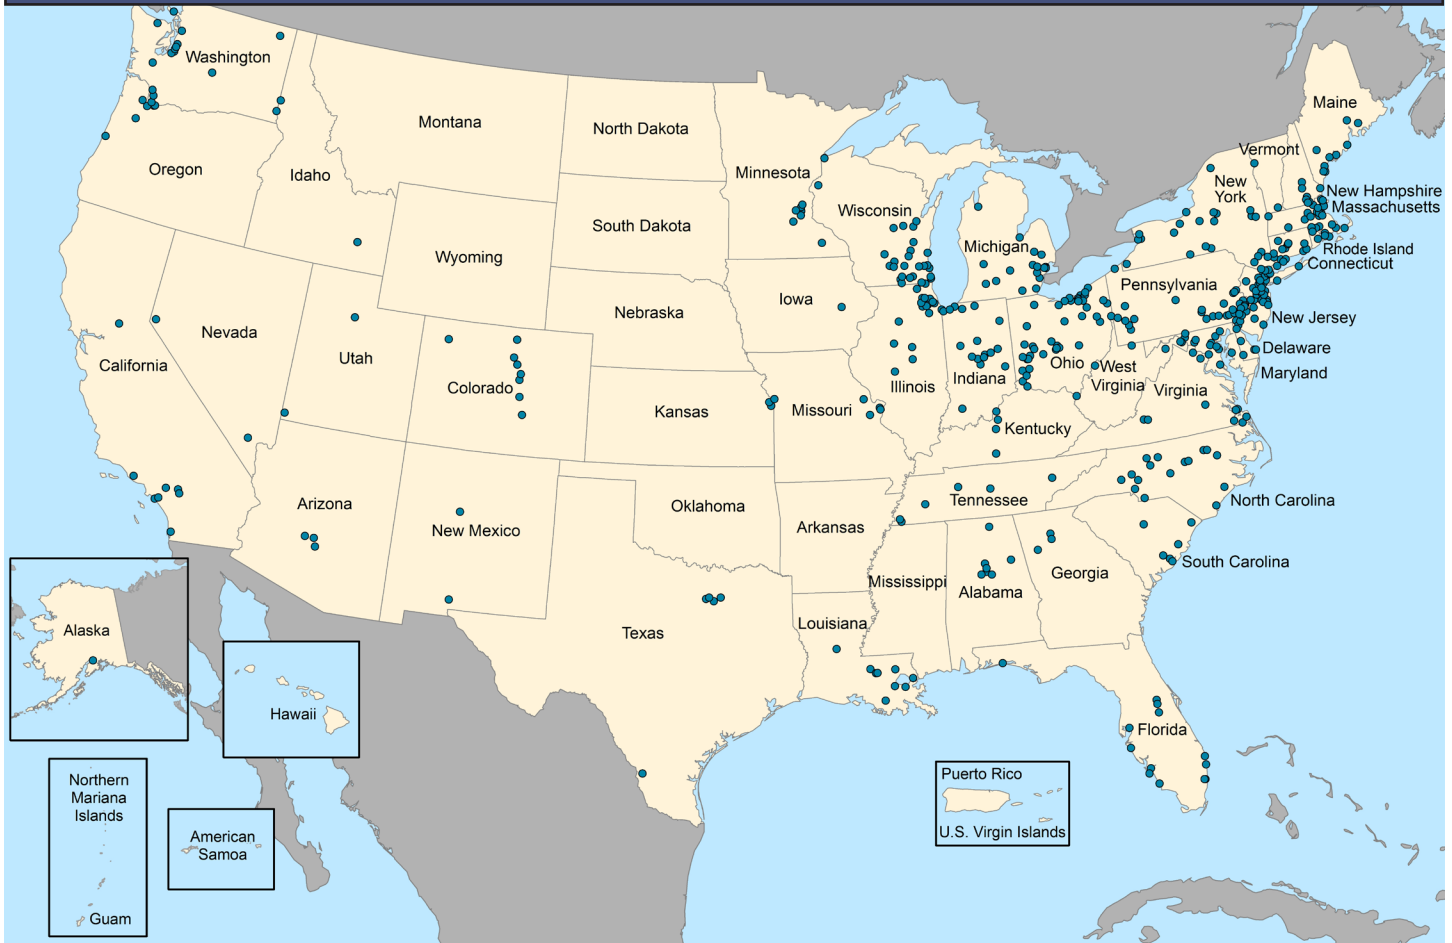 Washington
Maine
Montana
North Dakota
Vermont
Oregon
Idaho
Minnesota
New
York
New Hampshire
Massachusetts
Wisconsin
South Dakota
Michigan
Rhode Island
Connecticut
Wyoming
Pennsylvania
Iowa
Nebraska
New Jersey
Nevada
Utah
California
Delaware
Ohio
West
Virginia
Maryland
Colorado
Illinois
Indiana
Virginia
Kansas
Missouri
Kentucky
Arizona
New Mexico
Oklahoma
Arkansas
Tennessee
North Carolina
South Carolina
Mississippi
Alabama
Georgia
Louisiana
Texas
Alaska
Hawaii
Florida
Northern
Mariana
Islands
Guam
American
Samoa
Puerto Rico
U.S. Virgin Islands